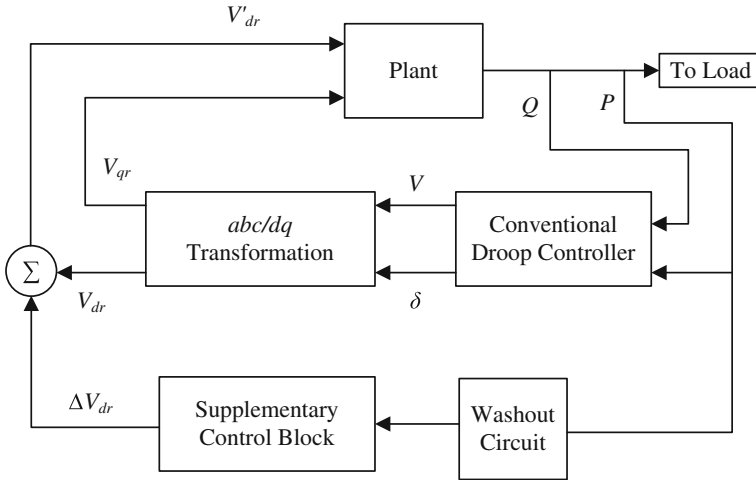 V'dr
Plant
To Load
Q
P
Vqr
V
abc/dq
Transformation
Conventional
Droop Controller
Σ
Vdr
δ
ΔVdr
Supplementary
Control Block
Washout
Circuit